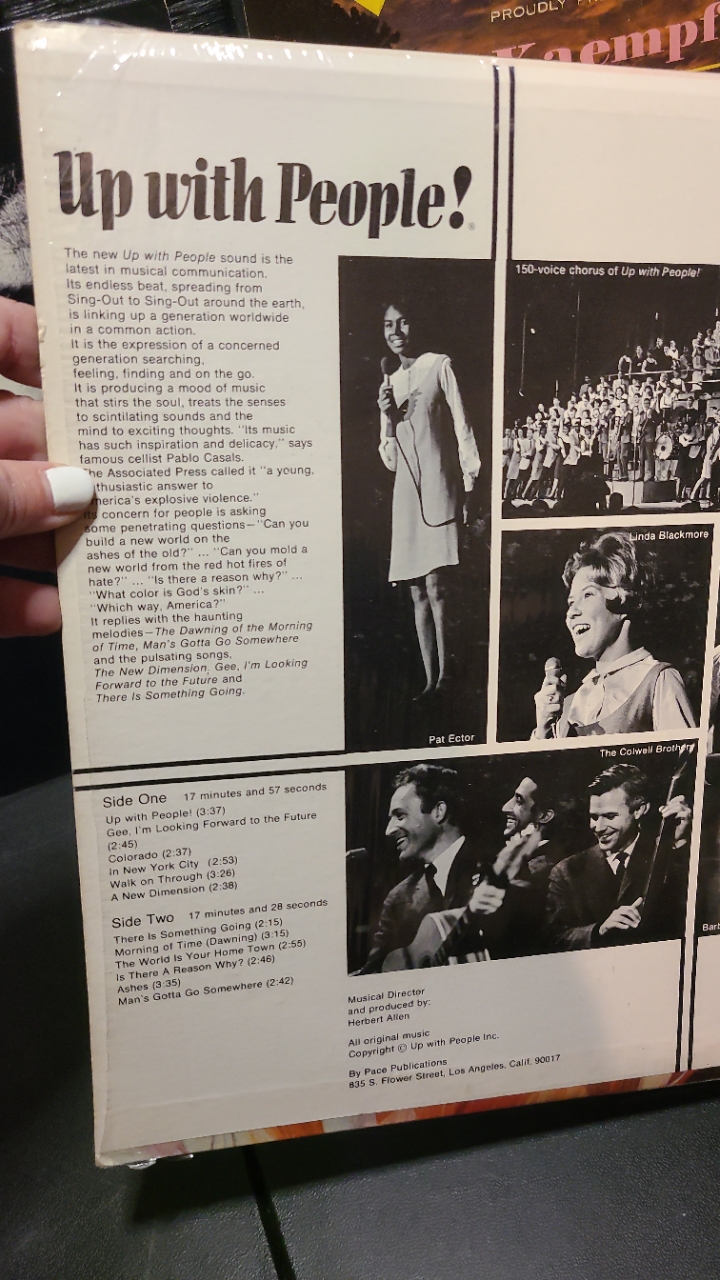 PROUDLY
Kaempf
Up with People!
The new Up with People sound is the
latest in musical communication.
Its endless beat, spreading from
Sing-Out to Sing-Out around the earth,
is linking up a generation worldwide
in a common action.
It is the expression of a concerned
generation searching,
feeling, finding and on the go.
It is producing a mood of music
that stirs the soul, treats the senses
to scintilating sounds and the
mind to exciting thoughts. "Its music
has such inspiration and delicacy," says
famous cellist Pablo Casals.
The Associated Press called it "a young,
enthusiastic answer to
America's explosive violence."
Its concern for people is asking
some penetrating questions—"Can you
build a new world on the
ashes of the old?" ... "Can you mold a
new world from the red hot fires of
hate?" ... "Is there a reason why?" ...
"What color is God's skin?" ...
"Which way, America?"
It replies with the haunting
melodies—The Dawning of the Morning
of Time, Man's Gotta Go Somewhere
and the pulsating songs,
The New Dimension, Gee, I'm Looking
Forward to the Future and
There Is Something Going.
150-voice chorus of Up with People!
Linda Blackmore
Pat Ector
The Colwell Brothers
Barb
Side One 17 minutes and 57 seconds
Up with People! (3:37)
Gee, I'm Looking Forward to the Future
(2:45)
Colorado (2:37)
In New York City (2:53)
Walk on Through (3:26)
A New Dimension (2:38)
Side Two 17 minutes and 28 seconds
There Is Something Going (2:15)
Morning of Time (Dawning) (3:15)
The World Is Your Home Town (2:55)
Is There A Reason Why? (2:46)
Ashes (3:35)
Man's Gotta Go Somewhere (2:42)
Musical Director
and produced by:
Herbert Allen
All original music
Copyright © Up with People Inc.
By Pace Publications
835 S. Flower Street, Los Angeles, Calif. 90017